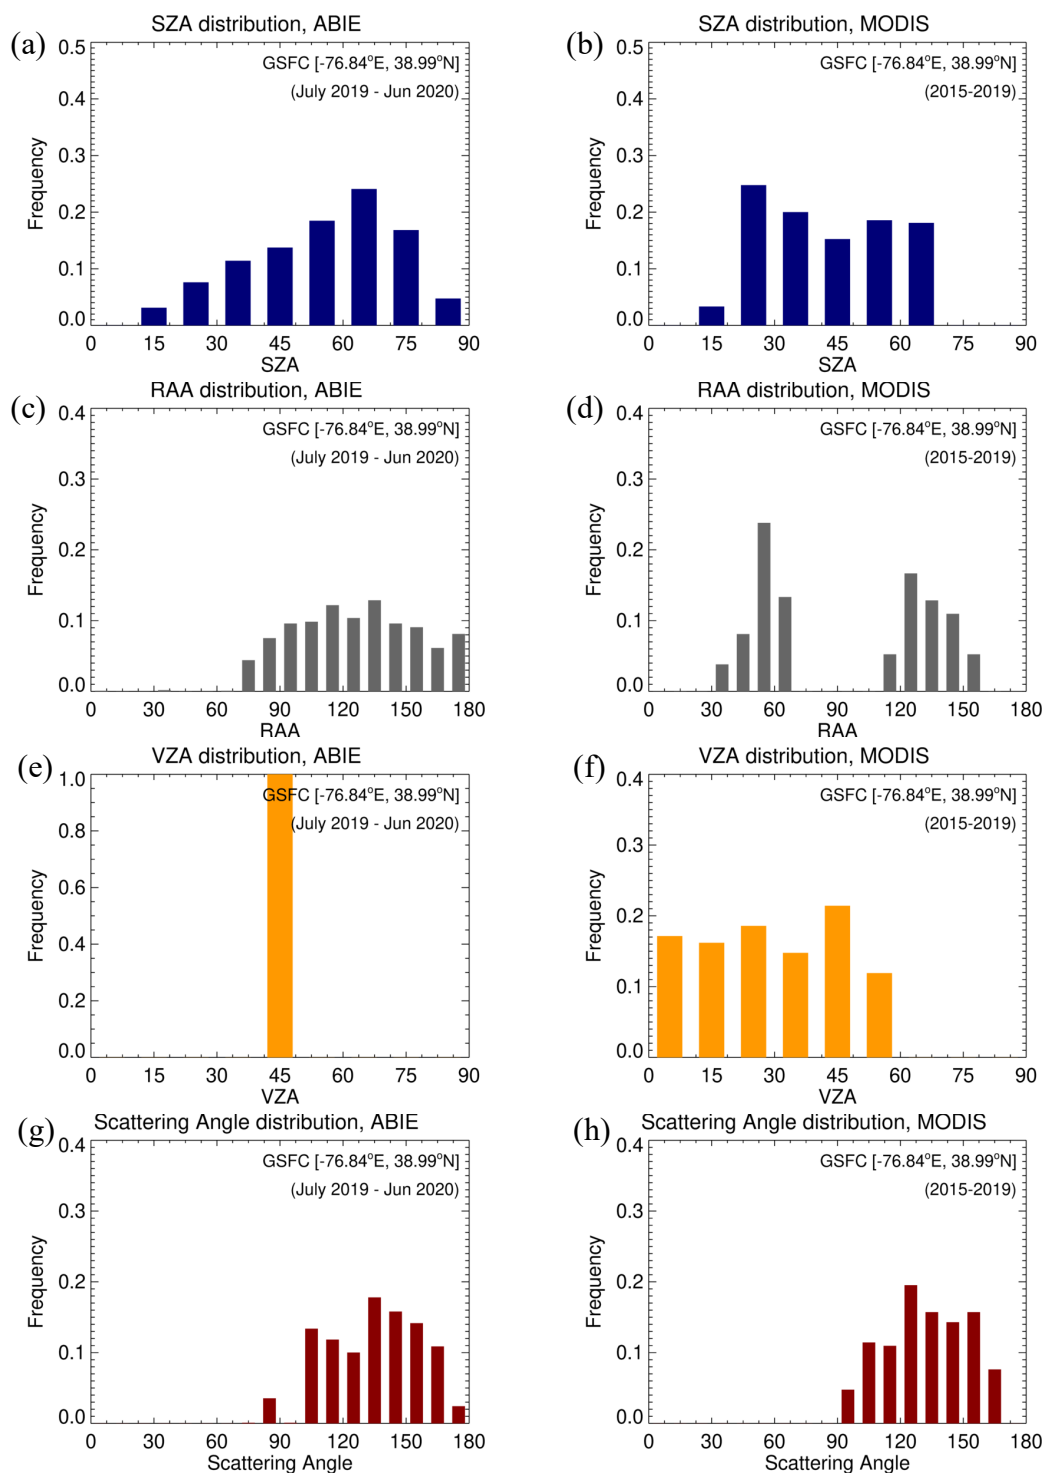 (a)
SZA distribution, ABIE
GSFC [-76.84°E, 38.99°N]
(July 2019 - Jun 2020)
Frequency
0.5
0.4
0.3
0.2
0.1
0.0
0 15 30 45 60 75 90
SZA
(b)
SZA distribution, MODIS
GSFC [-76.84°E, 38.99°N]
(2015-2019)
Frequency
0.5
0.4
0.3
0.2
0.1
0.0
0 15 30 45 60 75 90
SZA
(c)
RAA distribution, ABIE
GSFC [-76.84°E, 38.99°N]
(July 2019 - Jun 2020)
Frequency
0.4
0.3
0.2
0.1
0.0
0 30 60 90 120 150 180
RAA
(d)
RAA distribution, MODIS
GSFC [-76.84°E, 38.99°N]
(2015-2019)
Frequency
0.4
0.3
0.2
0.1
0.0
0 30 60 90 120 150 180
RAA
(e)
VZA distribution, ABIE
GSFC [-76.84°E, 38.99°N]
(July 2019 - Jun 2020)
Frequency
1.0
0.8
0.6
0.4
0.2
0.0
0 15 30 45 60 75 90
VZA
(f)
VZA distribution, MODIS
GSFC [-76.84°E, 38.99°N]
(2015-2019)
Frequency
0.4
0.3
0.2
0.1
0.0
0 15 30 45 60 75 90
VZA
(g)
Scattering Angle distribution, ABIE
GSFC [-76.84°E, 38.99°N]
(July 2019 - Jun 2020)
Frequency
0.4
0.3
0.2
0.1
0.0
0 30 60 90 120 150 180
Scattering Angle
(h)
Scattering Angle distribution, MODIS
GSFC [-76.84°E, 38.99°N]
(2015-2019)
Frequency
0.4
0.3
0.2
0.1
0.0
0 30 60 90 120 150 180
Scattering Angle